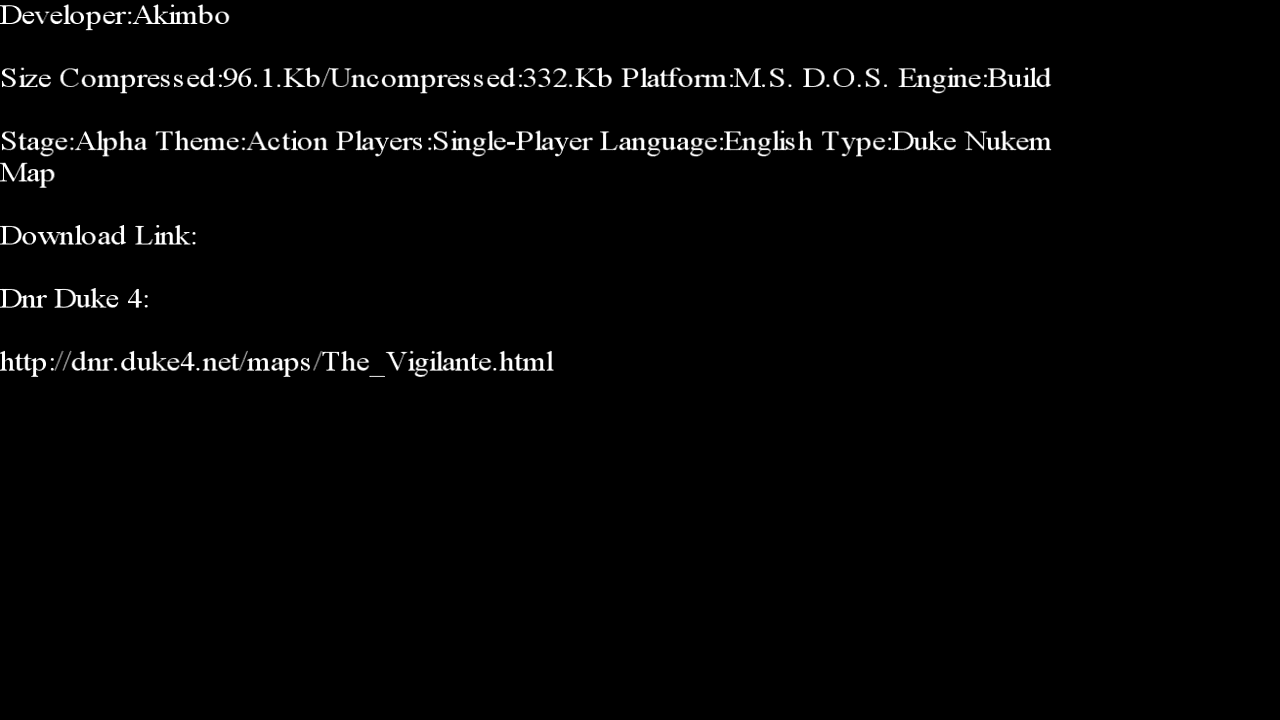 Developer:Akimbo
Size Compressed:96.1.Kb/Uncompressed:332.Kb Platform:M.S. D.O.S. Engine:Build
Stage:Alpha Theme:Action Players:Single-Player Language:English Type:Duke Nukem
Map
Download Link:
Dnr Duke 4:
http://dnr.duke4.net/maps/The_Vigilante.html